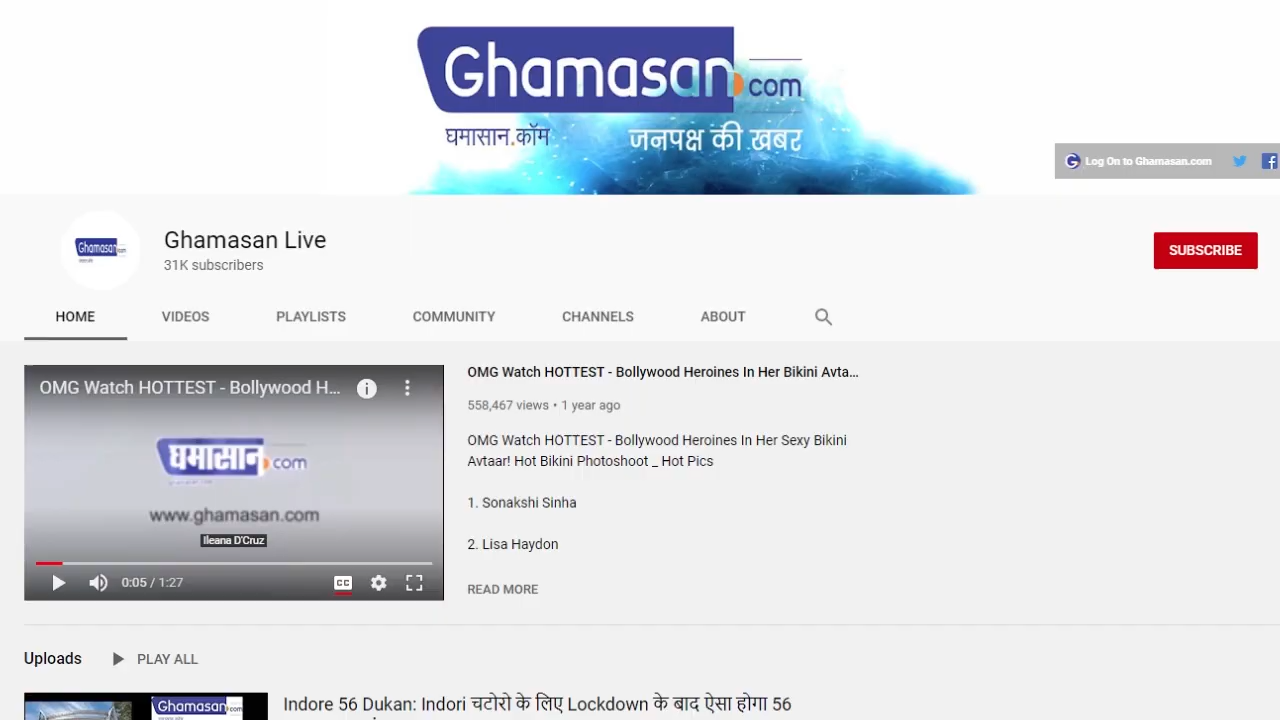 Ghamasan.com
घमासान.कॉम
जनपक्ष की खबर
Log On to Ghamasan.com
Ghamasan Live
31K subscribers
SUBSCRIBE
HOME
VIDEOS
PLAYLISTS
COMMUNITY
CHANNELS
ABOUT
OMG Watch HOTTEST - Bollywood H...
घमासान.com
www.ghamasan.com
Ileana D'Cruz
0:05 / 1:27
CC
OMG Watch HOTTEST - Bollywood Heroines In Her Bikini Avta...
558,467 views • 1 year ago
OMG Watch HOTTEST - Bollywood Heroines In Her Sexy Bikini
Avtaar! Hot Bikini Photoshoot _ Hot Pics
1. Sonakshi Sinha
2. Lisa Haydon
READ MORE
Uploads
PLAY ALL
Ghamasan
Indore 56 Dukan: Indori चटोरो के लिए Lockdown के बाद ऐसा होगा 56